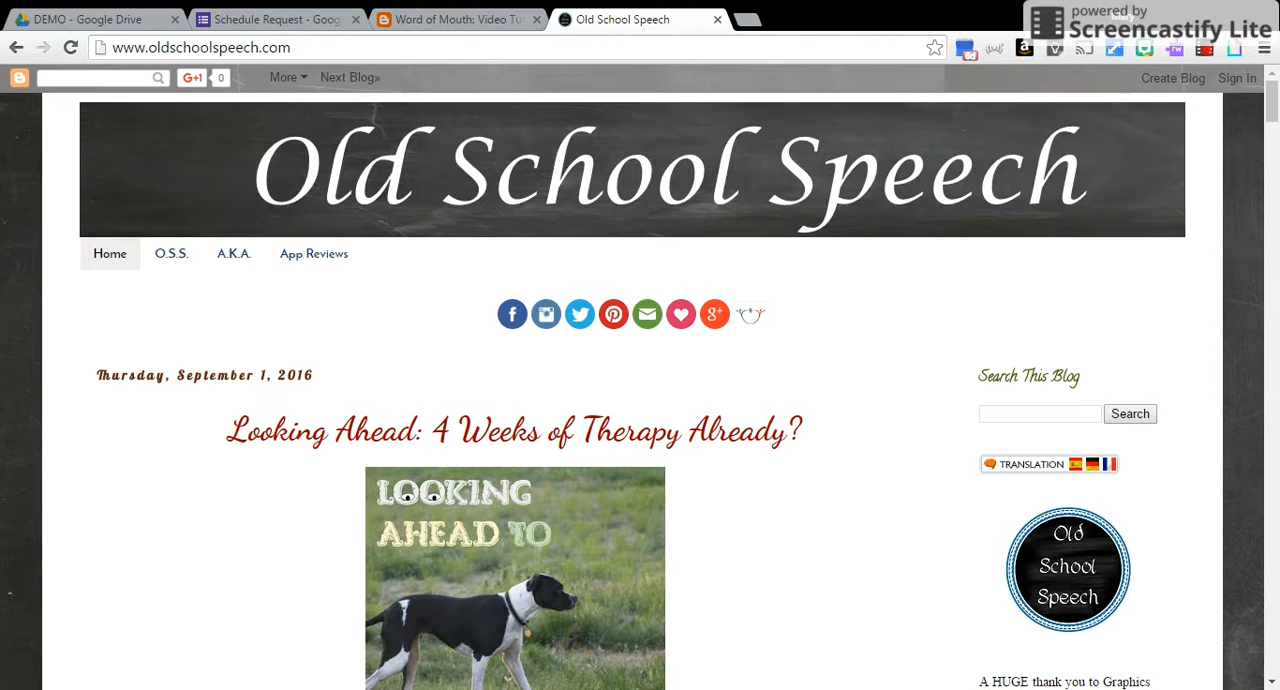 DEMO - Google Drive
Schedule Request - Goog
Word of Mouth: Video Tu
Old School Speech
powered by
Screencastify Lite
www.oldschoolspeech.com
G+1 0
More
Next Blog»
Create Blog
Sign In
Old School Speech
Home
O.S.S.
A.K.A.
App Reviews
Thursday, September 1, 2016
Search This Blog
Looking Ahead: 4 Weeks of Therapy Already?
Search
TRANSLATION
LOOKING
AHEAD TO
Old
School
Speech
A HUGE thank you to Graphics